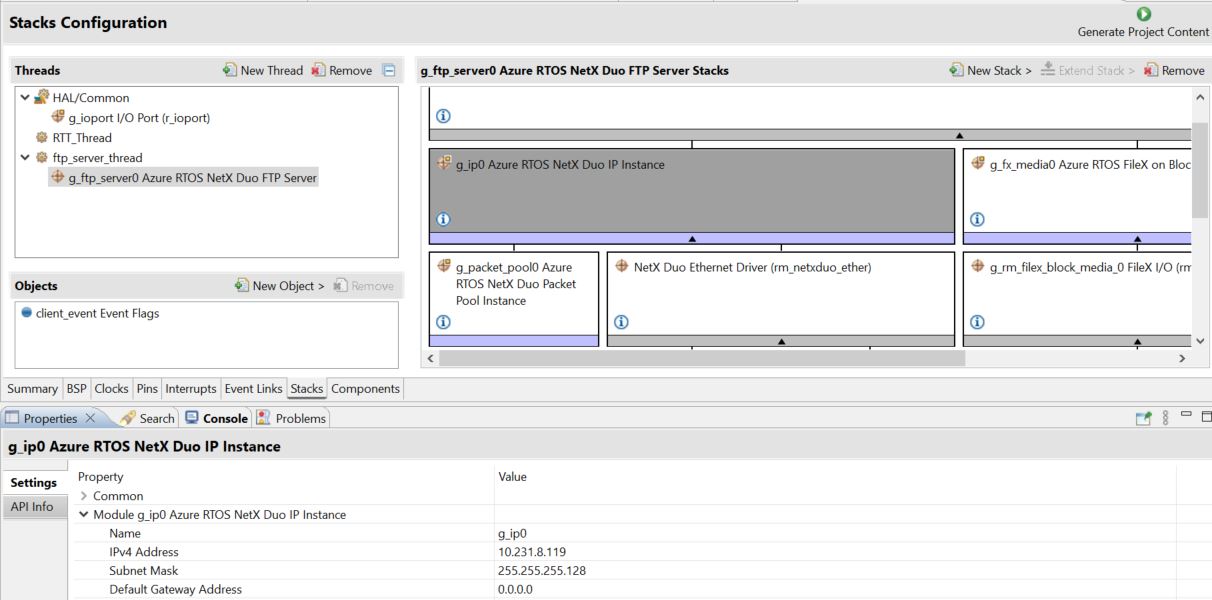 Stacks Configuration
Generate Project Content
Threads
New Thread Remove
HAL/Common
g_ioport I/O Port (r_ioport)
RTT_Thread
ftp_server_thread
g_ftp_server0 Azure RTOS NetX Duo FTP Server
Objects
New Object > Remove
client_event Event Flags
g_ftp_server0 Azure RTOS NetX Duo FTP Server Stacks
New Stack > Extend Stack > Remove
g_ip0 Azure RTOS NetX Duo IP Instance
g_fx_media0 Azure RTOS FileX on Bloc
g_packet_pool0 Azure
RTOS NetX Duo Packet
Pool Instance
NetX Duo Ethernet Driver (rm_netxduo_ether)
g_rm_filex_block_media_0 FileX I/O (rm
Summary BSP Clocks Pins Interrupts Event Links Stacks Components
Properties Search Console Problems
g_ip0 Azure RTOS NetX Duo IP Instance
Settings
API Info
Property Value
Common
Module g_ip0 Azure RTOS NetX Duo IP Instance
Name g_ip0
IPv4 Address 10.231.8.119
Subnet Mask 255.255.255.128
Default Gateway Address 0.0.0.0